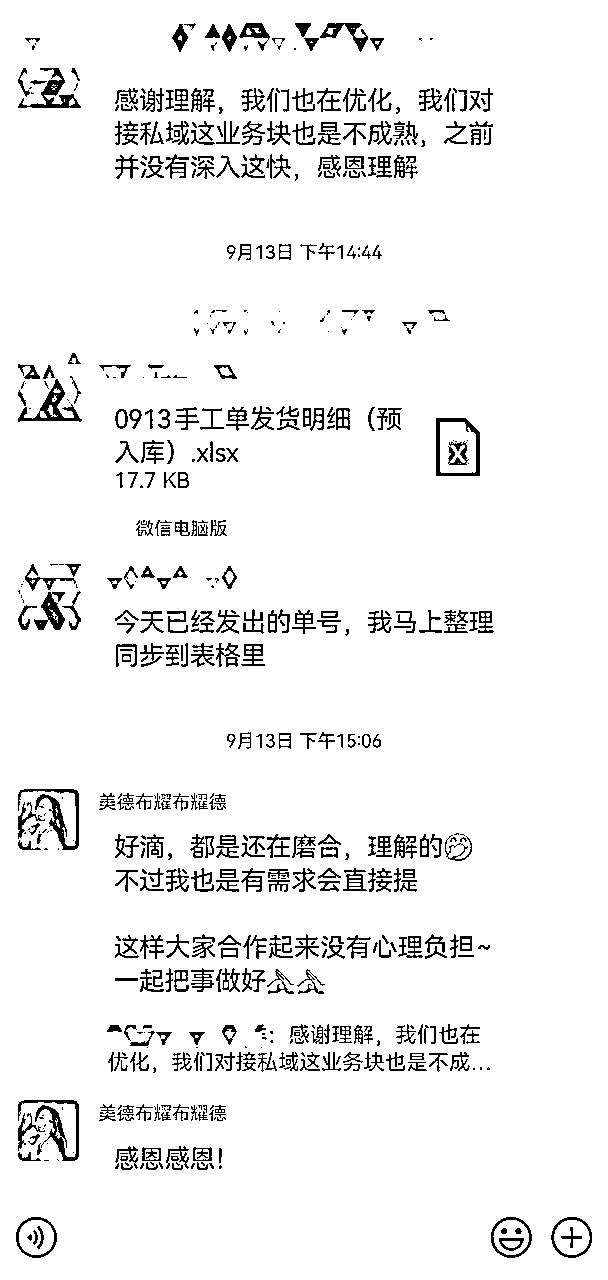 感谢理解，我们也在优化，我们对
接私域这业务块也是不成熟，之前
并没有深入这快，感恩理解
9月13日 下午14:44
0913手工单发货明细（预
入库）.xlsx
17.7 KB
微信电脑版
今天已经发出的单号，我马上整理
同步到表格里
9月13日 下午15:06
美德布耀布耀德
好滴，都是还在磨合，理解的🤭
不过我也是有需求会直接提
这样大家合作起来没有心理负担~
一起把事做好🙏🙏
：感谢理解，我们也在
优化，我们对接私域这业务块也是不成...
美德布耀布耀德
感恩感恩！